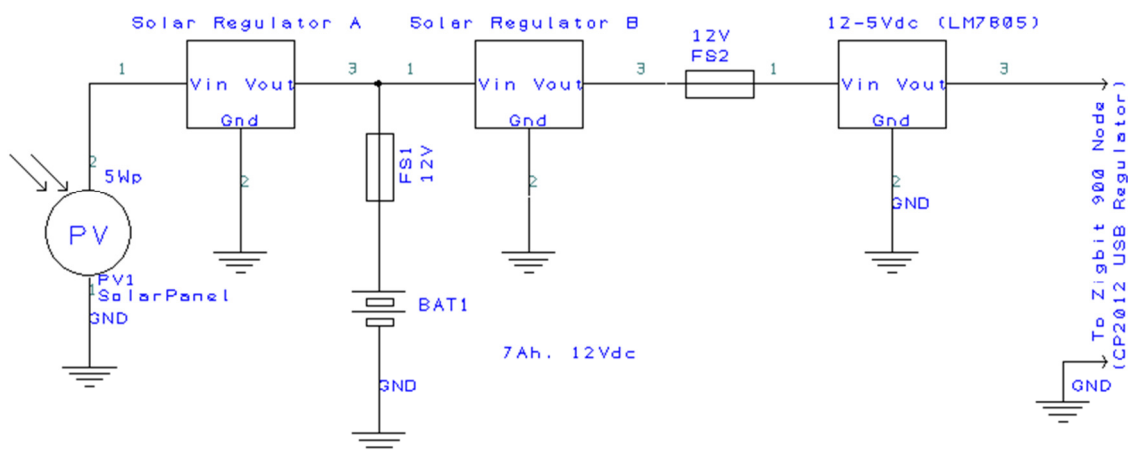 Solar Regulator A
Solar Regulator B
12-5Vdc (LM7805)
12V
FS2
1
3
1
3
1
3
Vin Vout
Vin Vout
Vin Vout
Gnd
Gnd
Gnd
FS1
12V
2
5Wp
2
2
2
GND
PV
PV1
1
SolarPanel
GND
BAT1
7Ah. 12Vdc
GND
GND
To Zigbit 900 Node
(CP2012 USB Regulator)